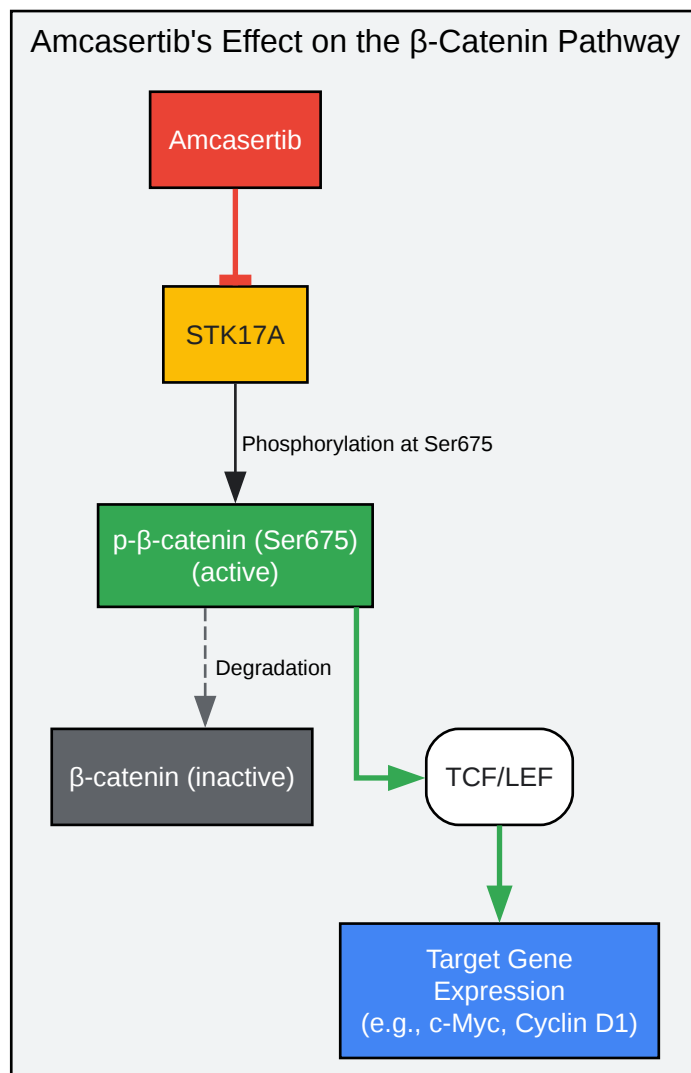 Amcasertib's Effect on the β-Catenin Pathway
Amcasertib
STK17A
Phosphorylation at Ser675
p-β-catenin (Ser675)
(active)
Degradation
β-catenin (inactive)
TCF/LEF
Target Gene
Expression
(e.g., c-Myc, Cyclin D1)